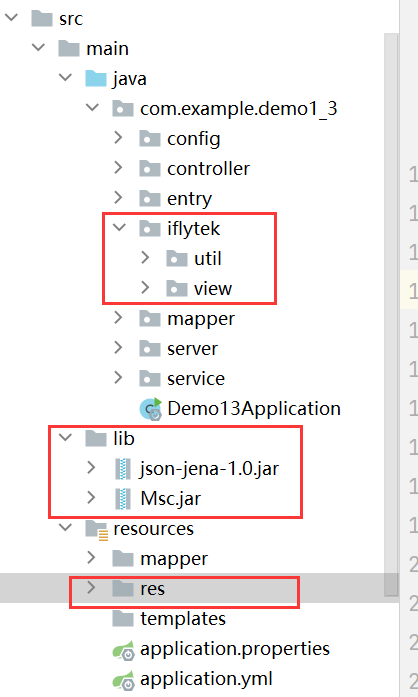 src
main
java
com.example.demo1_3
config
controller
entry
iflytek
util
view
mapper
server
service
Demo13Application
lib
json-jena-1.0.jar
Msc.jar
resources
mapper
res
templates
application.properties
application.yml